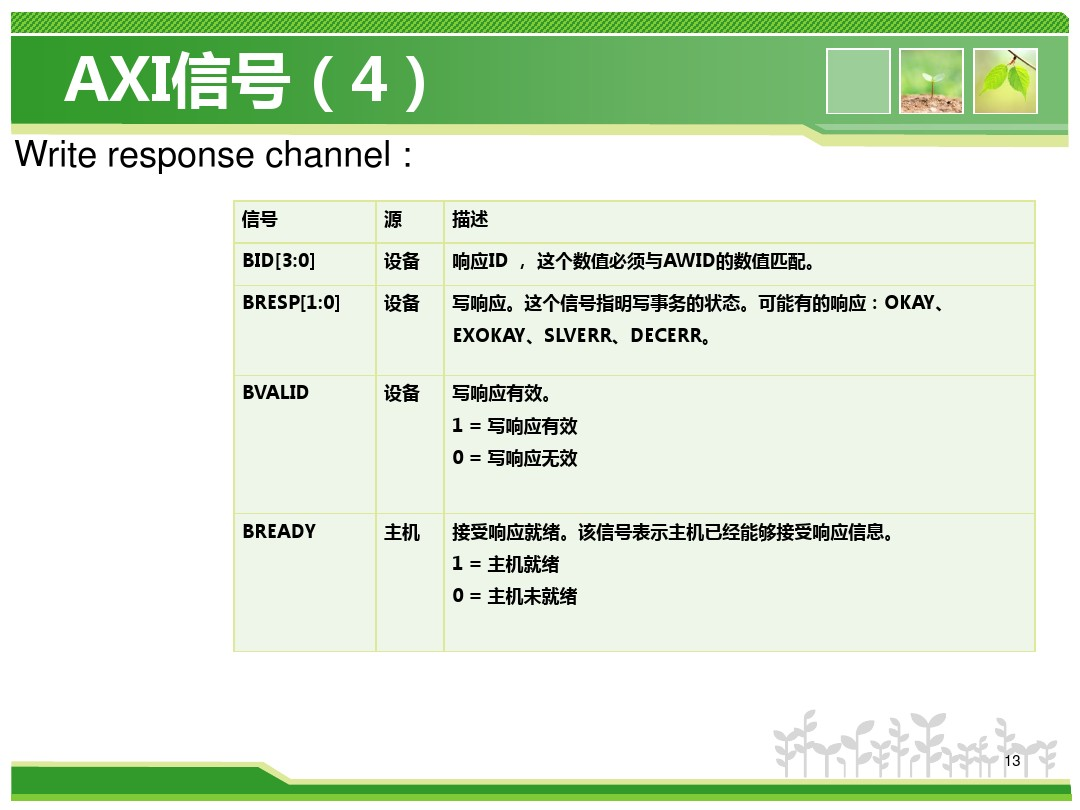 AXI信号（4）
Write response channel :
信号 源 描述
BID[3:0] 设备 响应ID ， 这个数值必须与AWID的数值匹配。
BRESP[1:0] 设备 写响应。这个信号指明写事务的状态。可能有的响应：OKAY、
EXOKAY、SLVERR、DECERR。
BVALID 设备 写响应有效。
1 = 写响应有效
0 = 写响应无效
BREADY 主机 接受响应就绪。该信号表示主机已经能够接受响应信息。
1 = 主机就绪
0 = 主机未就绪
13